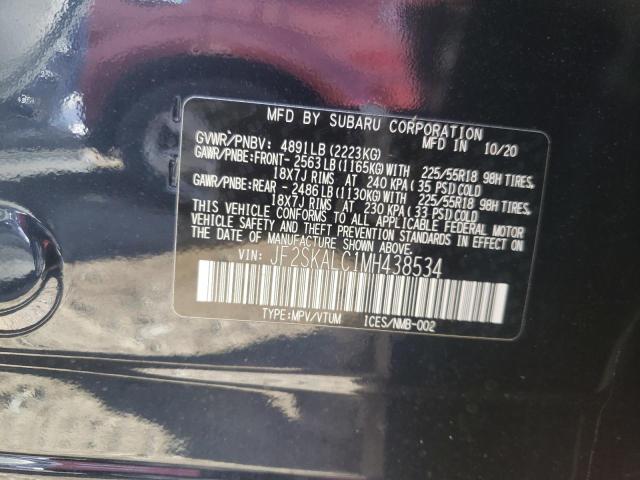 MFD BY SUBARU CORPORATION
GVWR/PNBV: 4891LB(2223KG) MFD IN 10/20
GAWR/PNBE:FRONT- 2563LB(1165KG)WITH 225/55R18 98H TIRES,
18X7J RIMS AT 240 KPA(35 PSI)COLD
GAWR/PNBE:REAR - 2486LB(1130KG)WITH 225/55R18 98H TIRES,
18X7J RIMS AT 230 KPA(33 PSI)COLD
THIS VEHICLE CONFORMS TO ALL APPLICABLE FEDERAL MOTOR
VEHICLE SAFETY AND THEFT PREVENTION STANDARDS IN EFFECT ON
THE DATE OF MANUFACTURE SHOWN ABOVE.
VIN: JF2SKALC1MH438534
TYPE:MPV/VTUM ICES/NMB-002